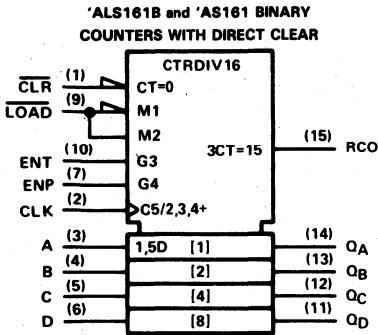 'ALS161B and 'AS161 BINARY
COUNTERS WITH DIRECT CLEAR
CTRDIV16
CLR (1) CT=0
LOAD (9) M1
M2
3CT=15 (15) RCO
ENT (10) G3
ENP (7) G4
CLK (2) C5/2,3,4+
A (3) 1,5D [1] (14) QA
B (4) [2] (13) QB
C (5) [4] (12) QC
D (6) [8] (11) QD